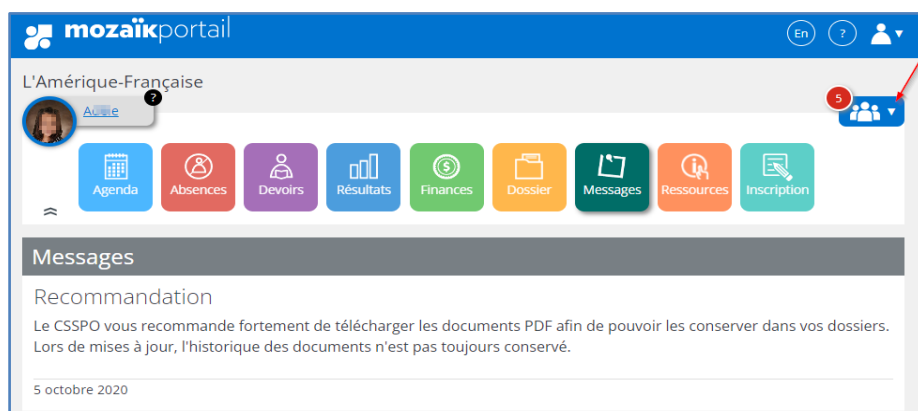 mozaïkportail
En ?
L'Amérique-Française
?
5
Agenda Absences Devoirs Résultats Finances Dossier Messages Ressources Inscription
Messages
Recommandation
Le CSSPO vous recommande fortement de télécharger les documents PDF afin de pouvoir les conserver dans vos dossiers.
Lors de mises à jour, l'historique des documents n'est pas toujours conservé.
5 octobre 2020